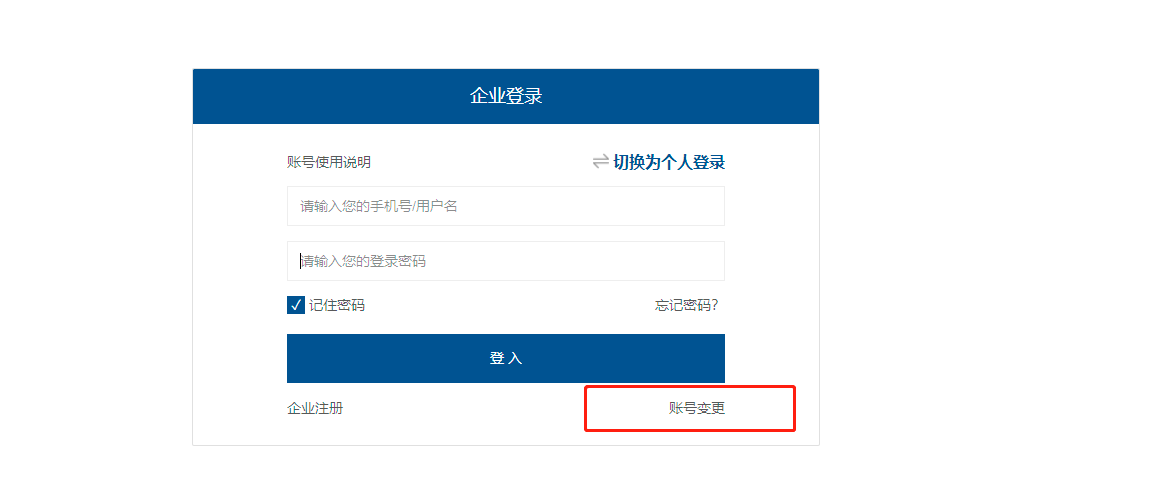 企业登录
账号使用说明 ⇌ 切换为个人登录
请输入您的手机号/用户名
请输入您的登录密码
✓ 记住密码 忘记密码?
登 入
企业注册 账号变更